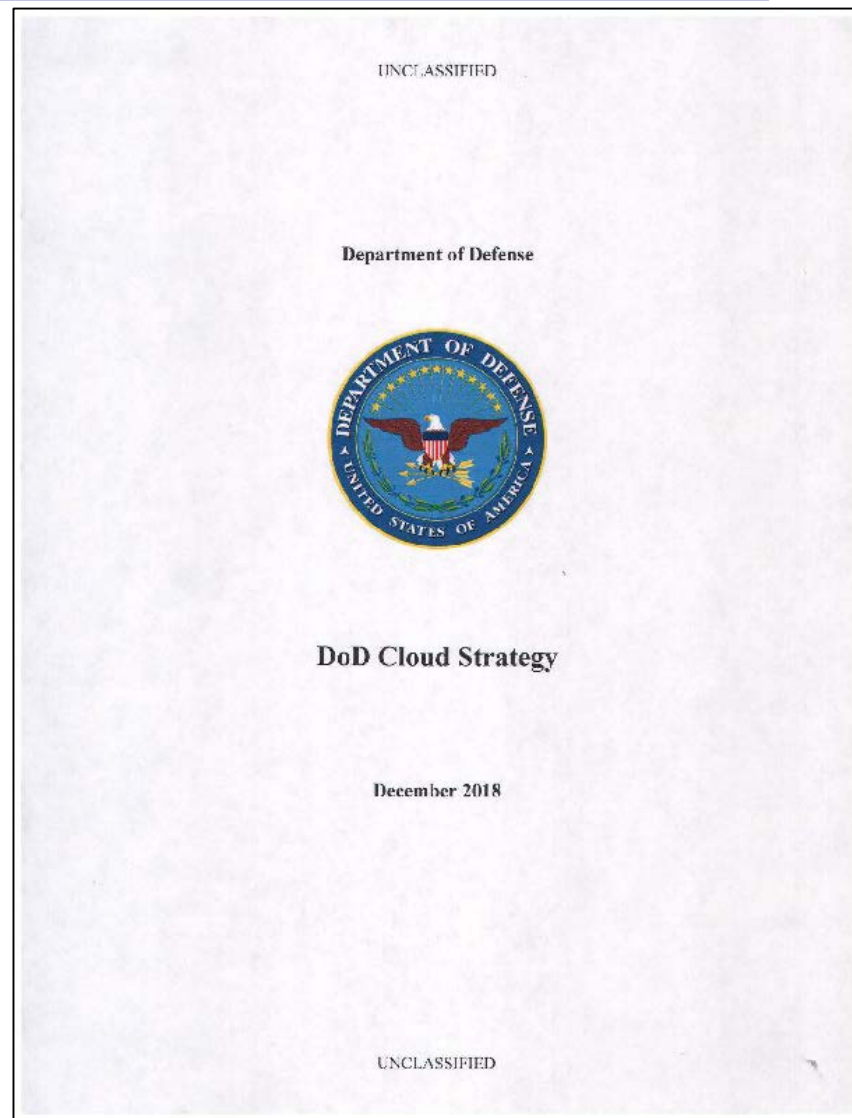 UNCLASSIFIED
Department of Defense
DEPARTMENT OF DEFENSE
UNITED STATES OF AMERICA
DoD Cloud Strategy
December 2018
UNCLASSIFIED